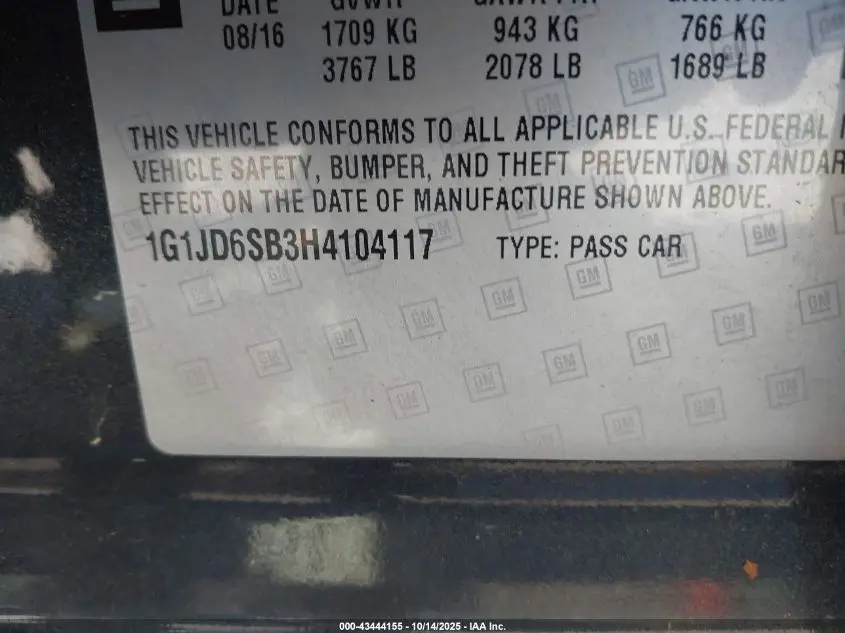 DATE GVWR
08/16 1709 KG 943 KG 766 KG
3767 LB 2078 LB 1689 LB
THIS VEHICLE CONFORMS TO ALL APPLICABLE U.S. FEDERAL
VEHICLE SAFETY, BUMPER, AND THEFT PREVENTION STANDAR
EFFECT ON THE DATE OF MANUFACTURE SHOWN ABOVE.
1G1JD6SB3H4104117 TYPE: PASS CAR
000-43444155 - 10/14/2025 - IAA Inc.